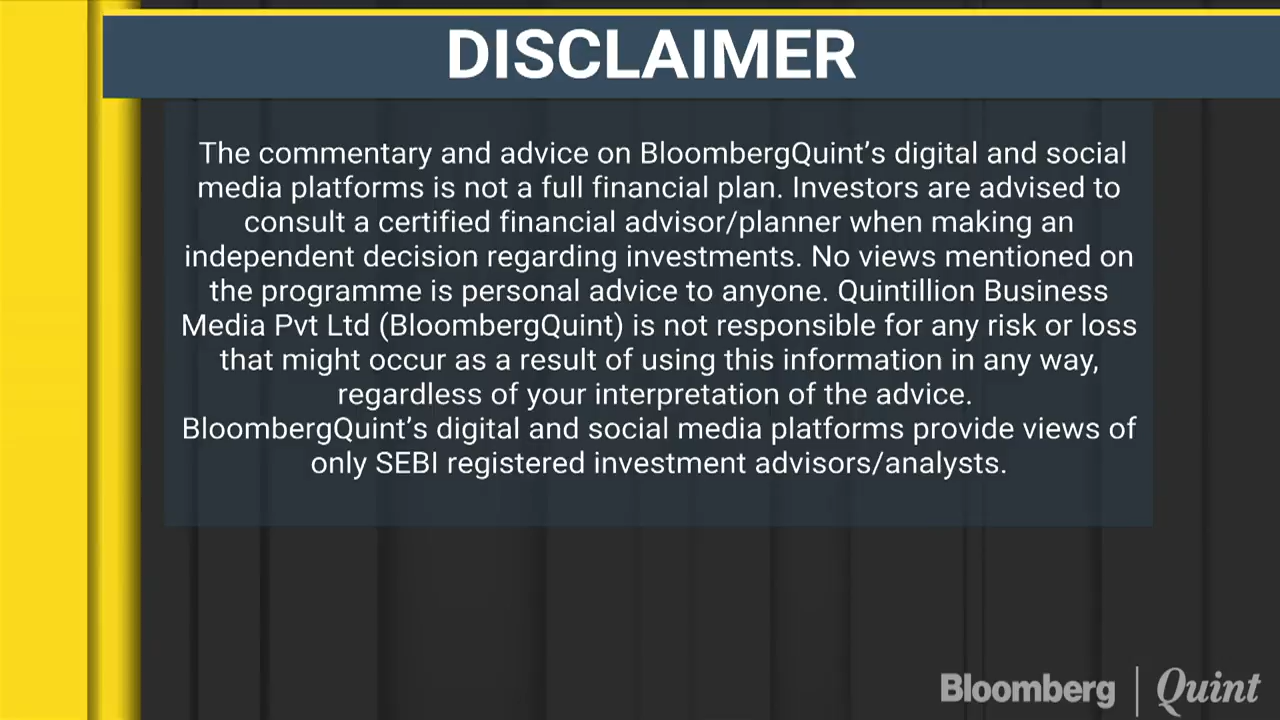 DISCLAIMER
The commentary and advice on BloombergQuint’s digital and social
media platforms is not a full financial plan. Investors are advised to
consult a certified financial advisor/planner when making an
independent decision regarding investments. No views mentioned on
the programme is personal advice to anyone. Quintillion Business
Media Pvt Ltd (BloombergQuint) is not responsible for any risk or loss
that might occur as a result of using this information in any way,
regardless of your interpretation of the advice.
BloombergQuint’s digital and social media platforms provide views of
only SEBI registered investment advisors/analysts.
Bloomberg | Quint